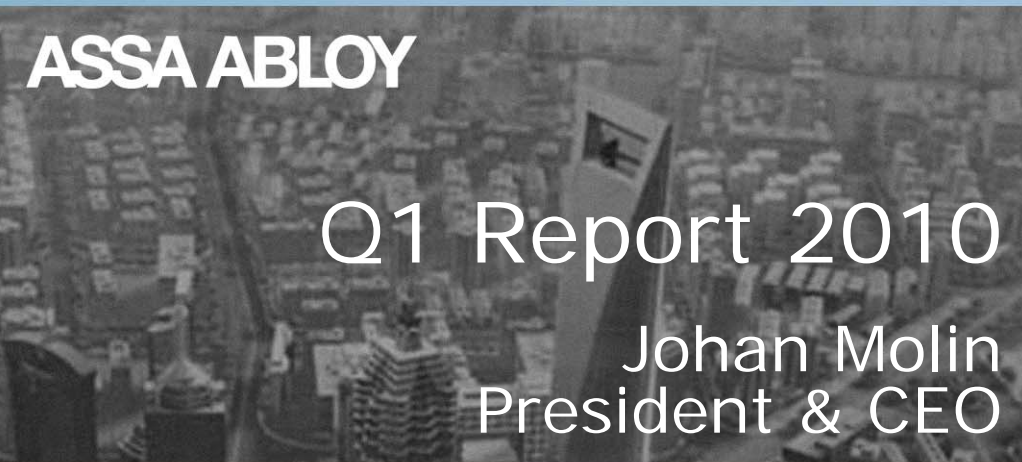 ASSA ABLOY
Q1 Report 2010
Johan Molin
President & CEO